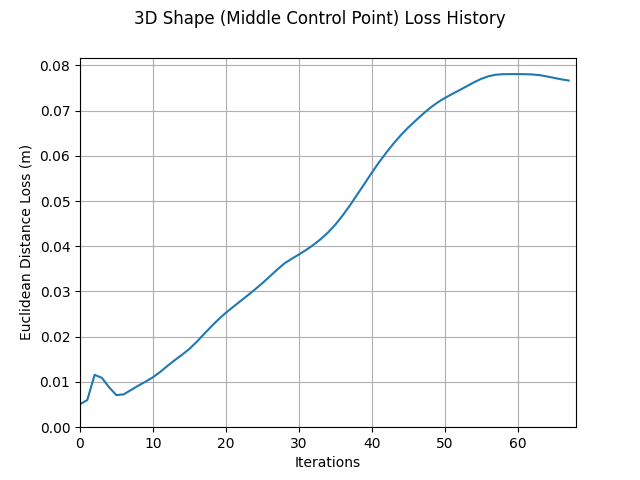 3D Shape (Middle Control Point) Loss History
0.08
0.07
0.06
0.05
0.04
0.03
0.02
0.01
0.00
Euclidean Distance Loss (m)
0 10 20 30 40 50 60
Iterations